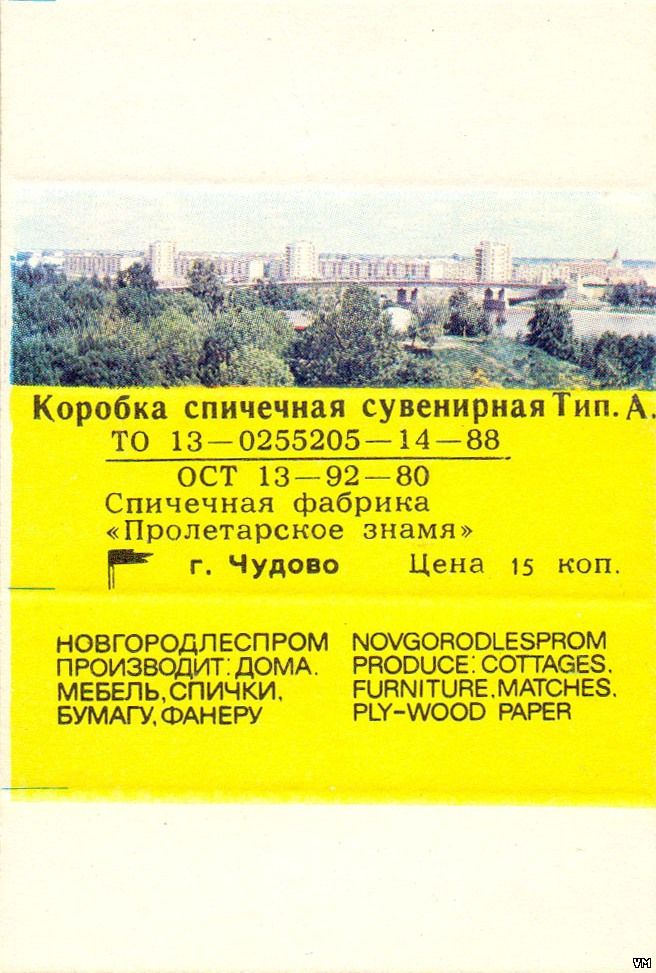 Коробка спичечная сувенирная Тип. А.
ТО 13—0255205—14—88
ОСТ 13—92—80
Спичечная фабрика
«Пролетарское знамя»
г. Чудово Цена 15 коп.
НОВГОРОДЛЕСПРОМ
ПРОИЗВОДИТ: ДОМА.
МЕБЕЛЬ, СПИЧКИ,
БУМАГУ, ФАНЕРУ
NOVGORODLESPROM
PRODUCE: COTTAGES.
FURNITURE, MATCHES.
PLY-WOOD PAPER
VM